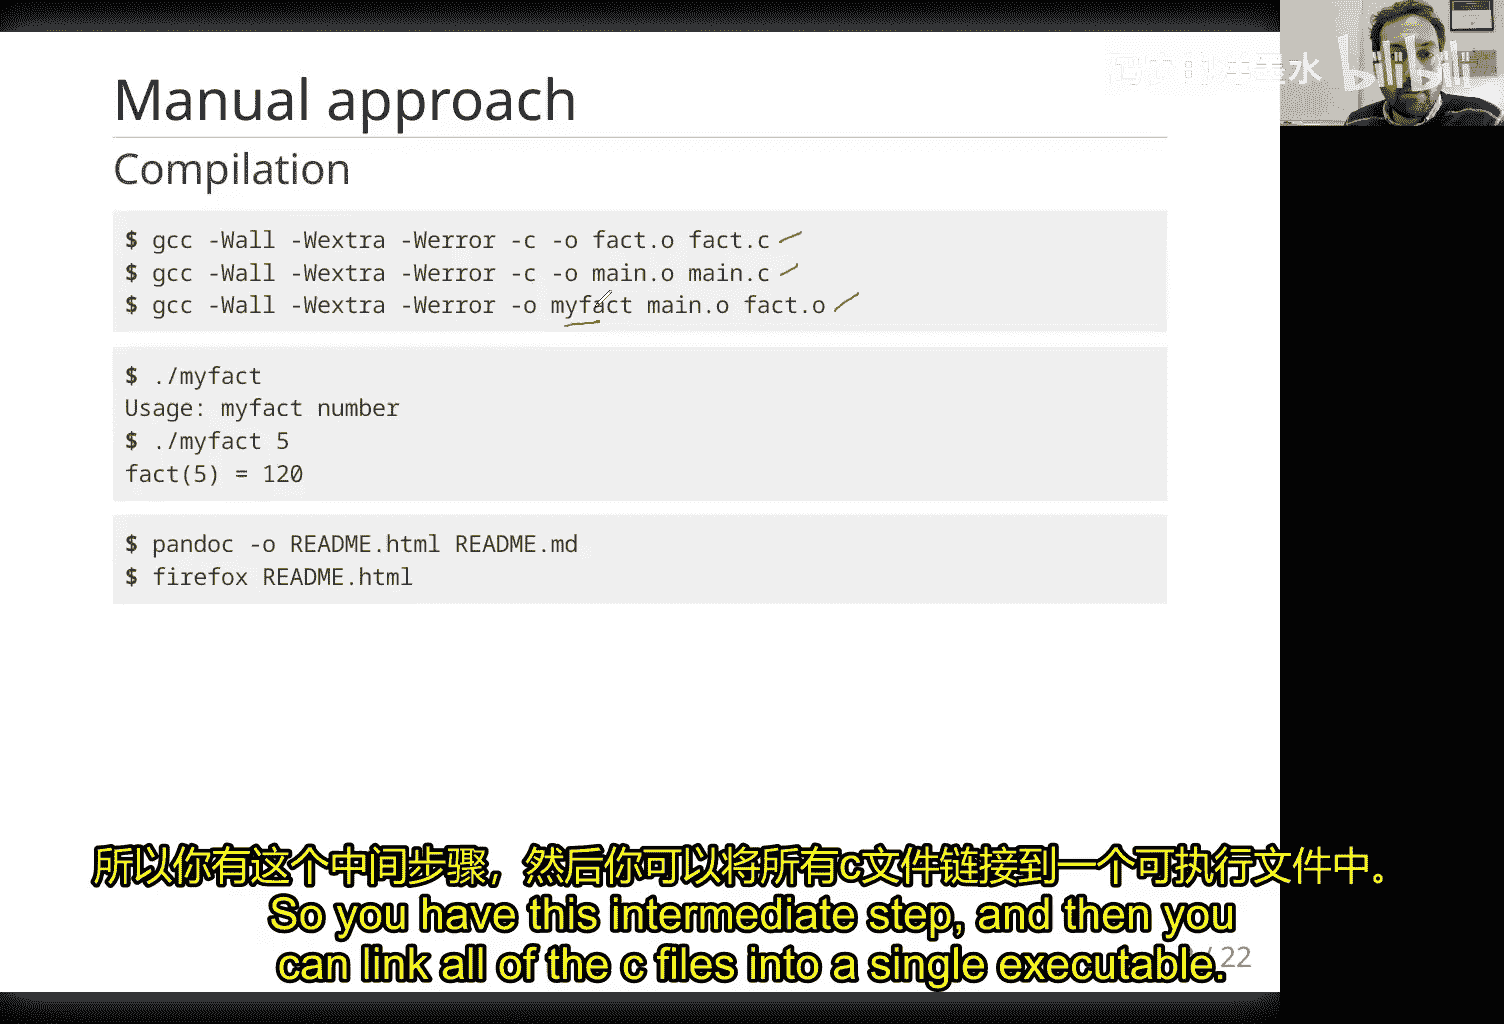 Manual approach
Compilation
$ gcc -Wall -Wextra -Werror -c -o fact.o fact.c
$ gcc -Wall -Wextra -Werror -c -o main.o main.c
$ gcc -Wall -Wextra -Werror -o myfact main.o fact.o
$ ./myfact
Usage: myfact number
$ ./myfact 5
fact(5) = 120
$ pandoc -o README.html README.md
$ firefox README.html
所以你有这个中间步骤，然后你可以将所有c文件链接到一个可执行文件中。
So you have this intermediate step, and then you
can link all of the c files into a single executable.
/ 22
水 bilibili